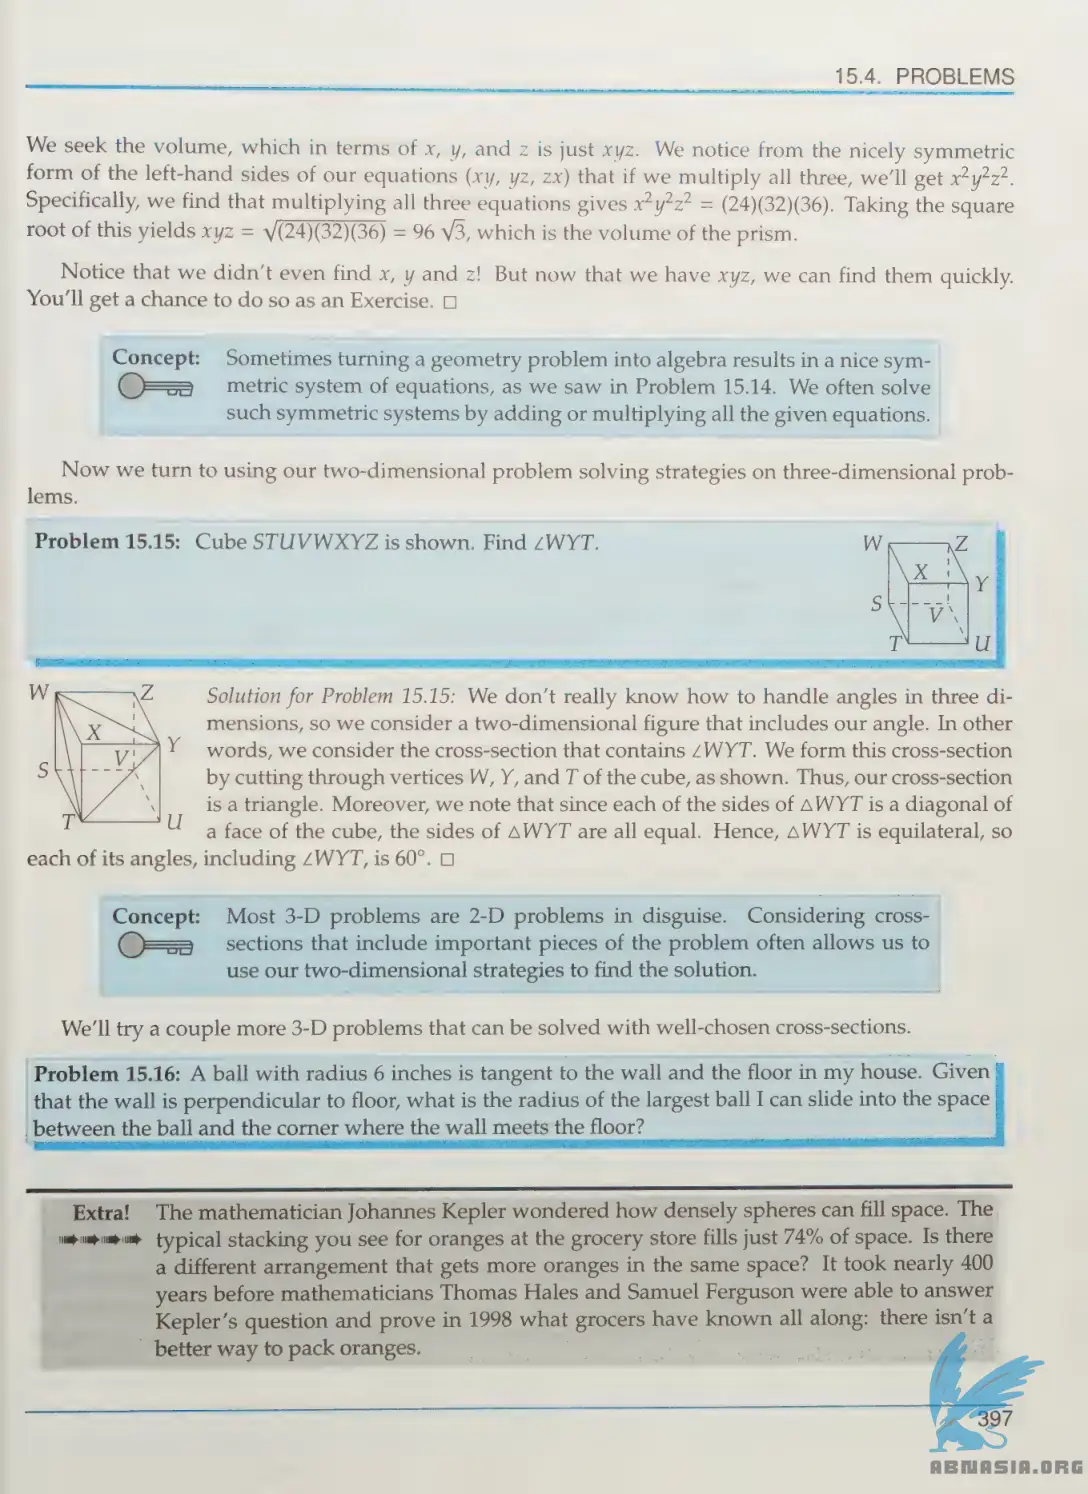 15.4. PROBLEMS
We seek the volume, which in terms of x, y, and z is just xyz. We notice from the nicely symmetric
form of the left-hand sides of our equations (xy, yz, zx) that if we multiply all three, we'll get x²y²z².
Specifically, we find that multiplying all three equations gives x²y²z² = (24)(32)(36). Taking the square
root of this yields xyz = √(24)(32)(36) = 96 √3, which is the volume of the prism.
Notice that we didn't even find x, y and z! But now that we have xyz, we can find them quickly.
You'll get a chance to do so as an Exercise. □
Concept: Sometimes turning a geometry problem into algebra results in a nice sym-
metric system of equations, as we saw in Problem 15.14. We often solve
such symmetric systems by adding or multiplying all the given equations.
Now we turn to using our two-dimensional problem solving strategies on three-dimensional prob-
lems.
Problem 15.15: Cube STUVWXYZ is shown. Find ∠WYT.
W Z
X Y
S V
T U
W Z
X Y
S V
T U
Solution for Problem 15.15: We don't really know how to handle angles in three di-
mensions, so we consider a two-dimensional figure that includes our angle. In other
words, we consider the cross-section that contains ∠WYT. We form this cross-section
by cutting through vertices W, Y, and T of the cube, as shown. Thus, our cross-section
is a triangle. Moreover, we note that since each of the sides of △WYT is a diagonal of
a face of the cube, the sides of △WYT are all equal. Hence, △WYT is equilateral, so
each of its angles, including ∠WYT, is 60°. □
Concept: Most 3-D problems are 2-D problems in disguise. Considering cross-
sections that include important pieces of the problem often allows us to
use our two-dimensional strategies to find the solution.
We'll try a couple more 3-D problems that can be solved with well-chosen cross-sections.
Problem 15.16: A ball with radius 6 inches is tangent to the wall and the floor in my house. Given
that the wall is perpendicular to floor, what is the radius of the largest ball I can slide into the space
between the ball and the corner where the wall meets the floor?
Extra! The mathematician Johannes Kepler wondered how densely spheres can fill space. The
typical stacking you see for oranges at the grocery store fills just 74% of space. Is there
a different arrangement that gets more oranges in the same space? It took nearly 400
years before mathematicians Thomas Hales and Samuel Ferguson were able to answer
Kepler's question and prove in 1998 what grocers have known all along: there isn't a
better way to pack oranges.
397
ABNASIA.ORG